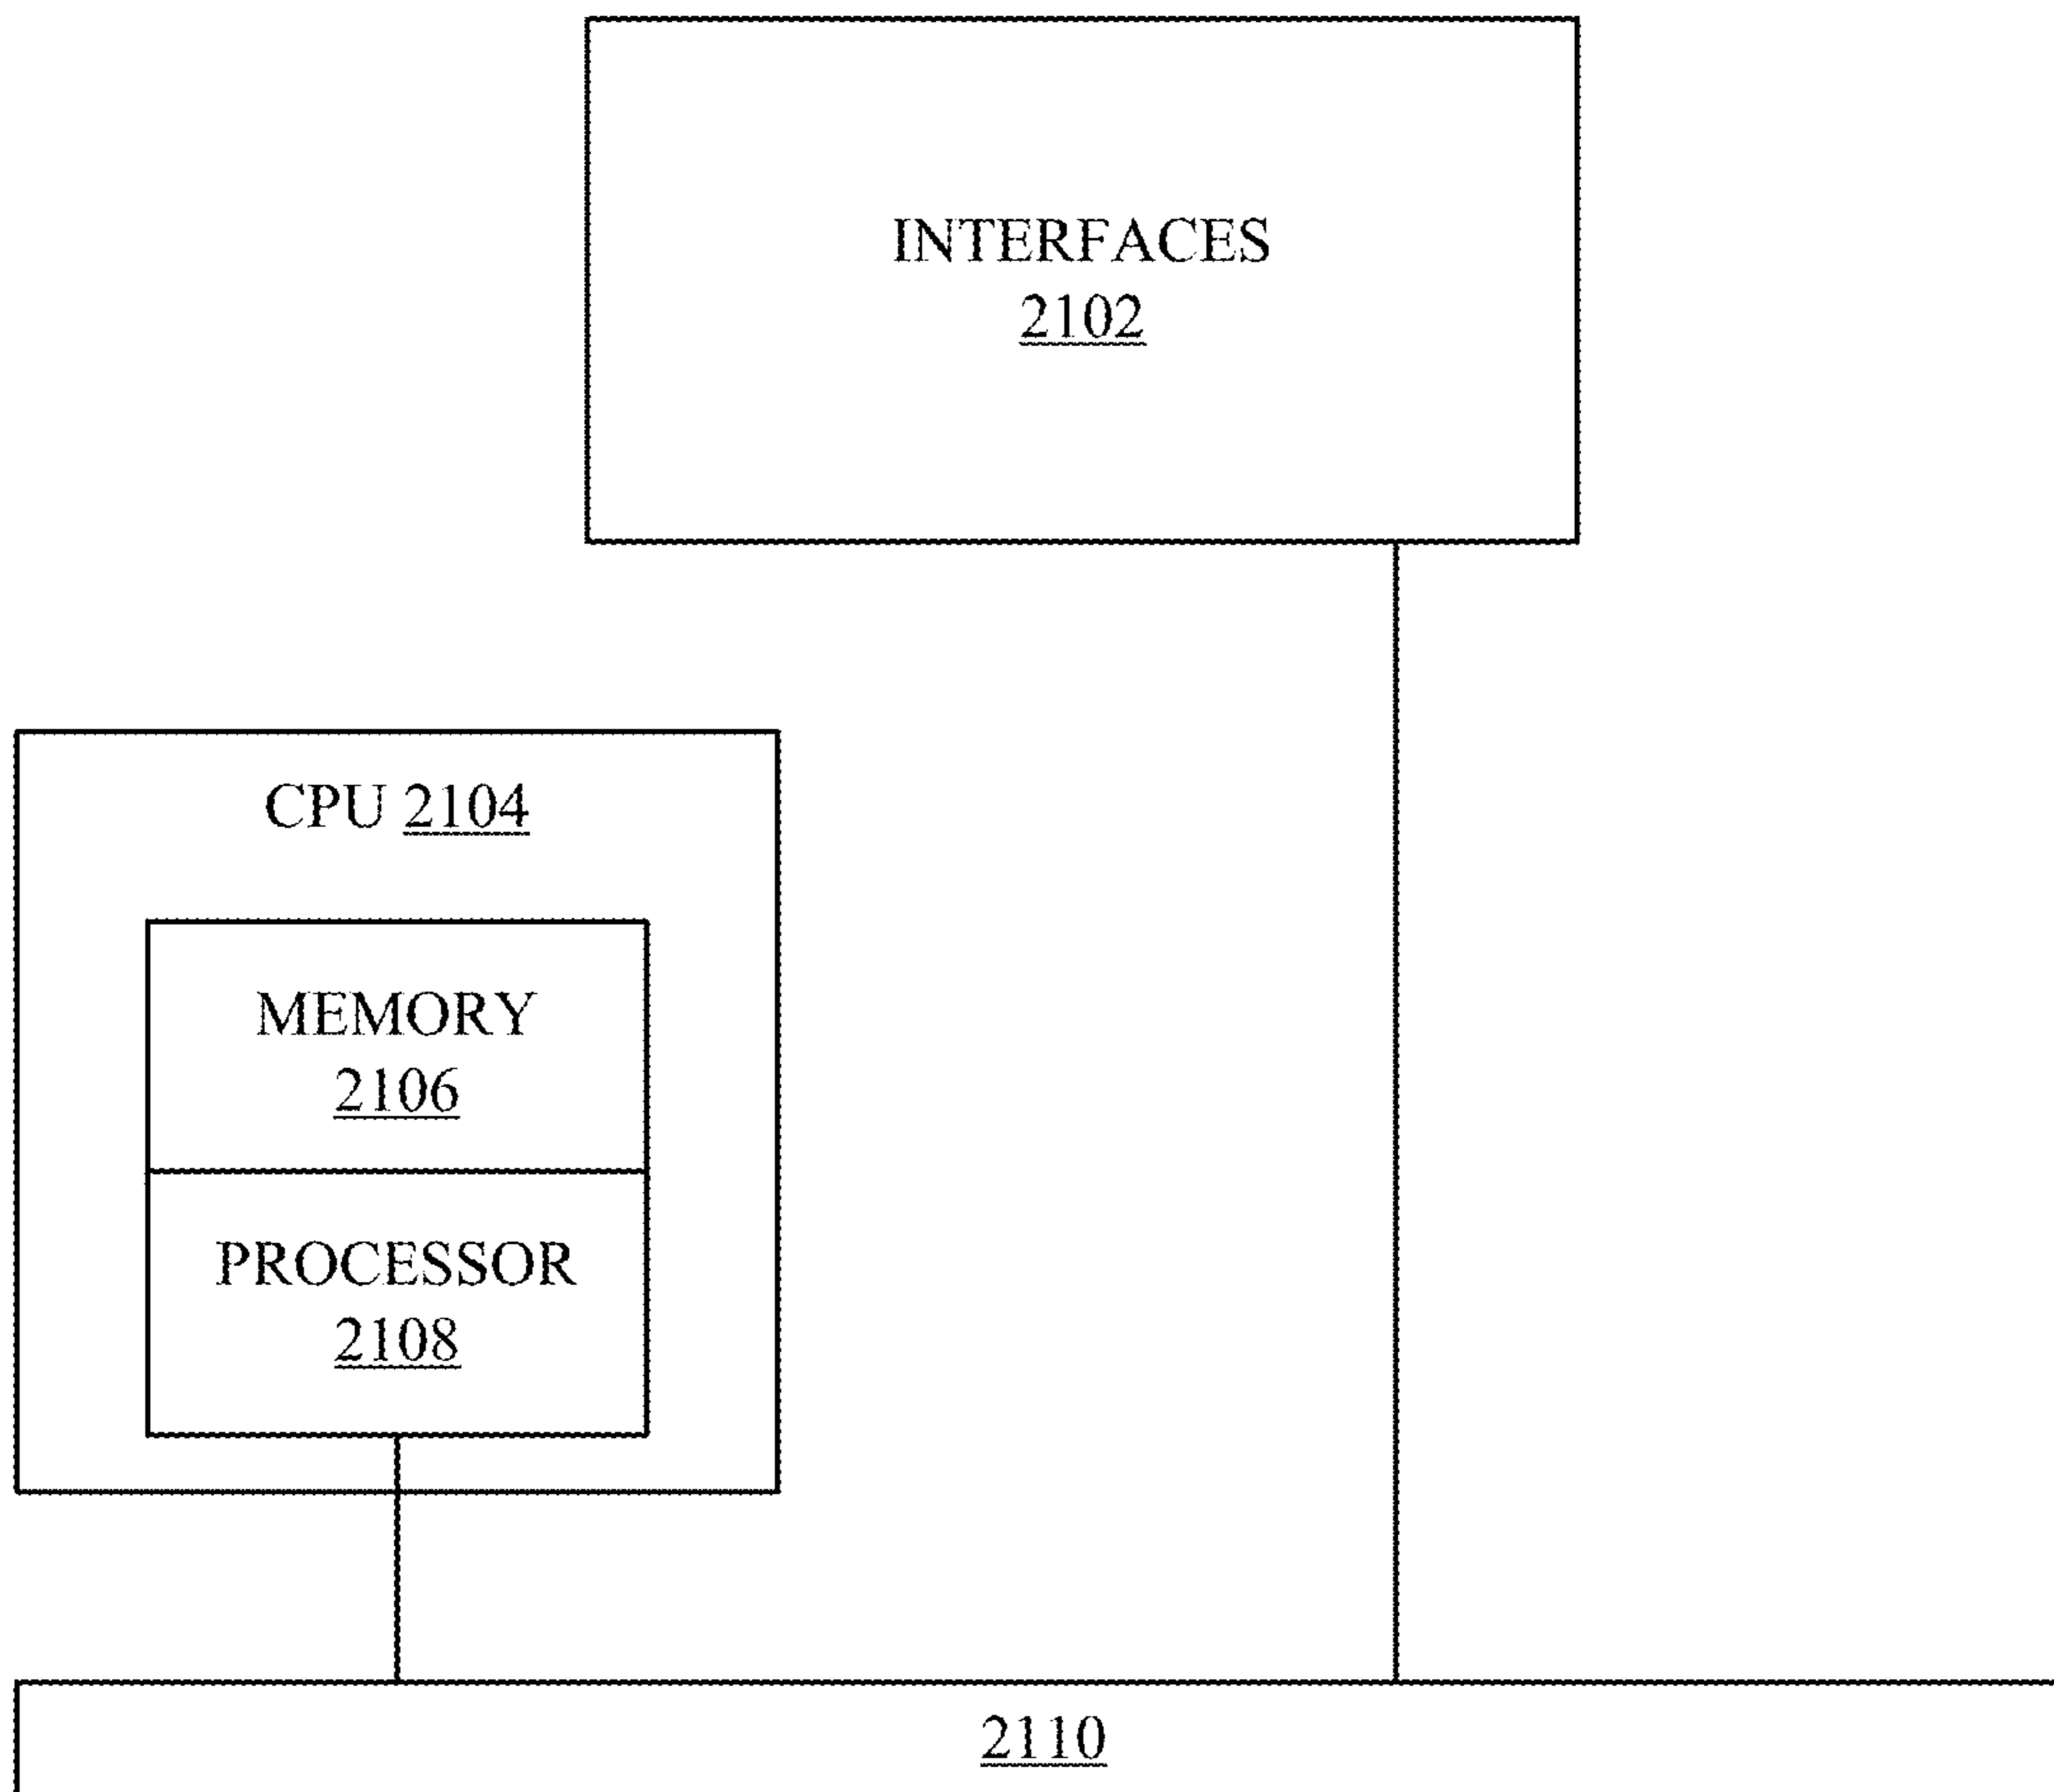 INTERFACES
2102
CPU 2104
MEMORY
2106
PROCESSOR
2108
2110